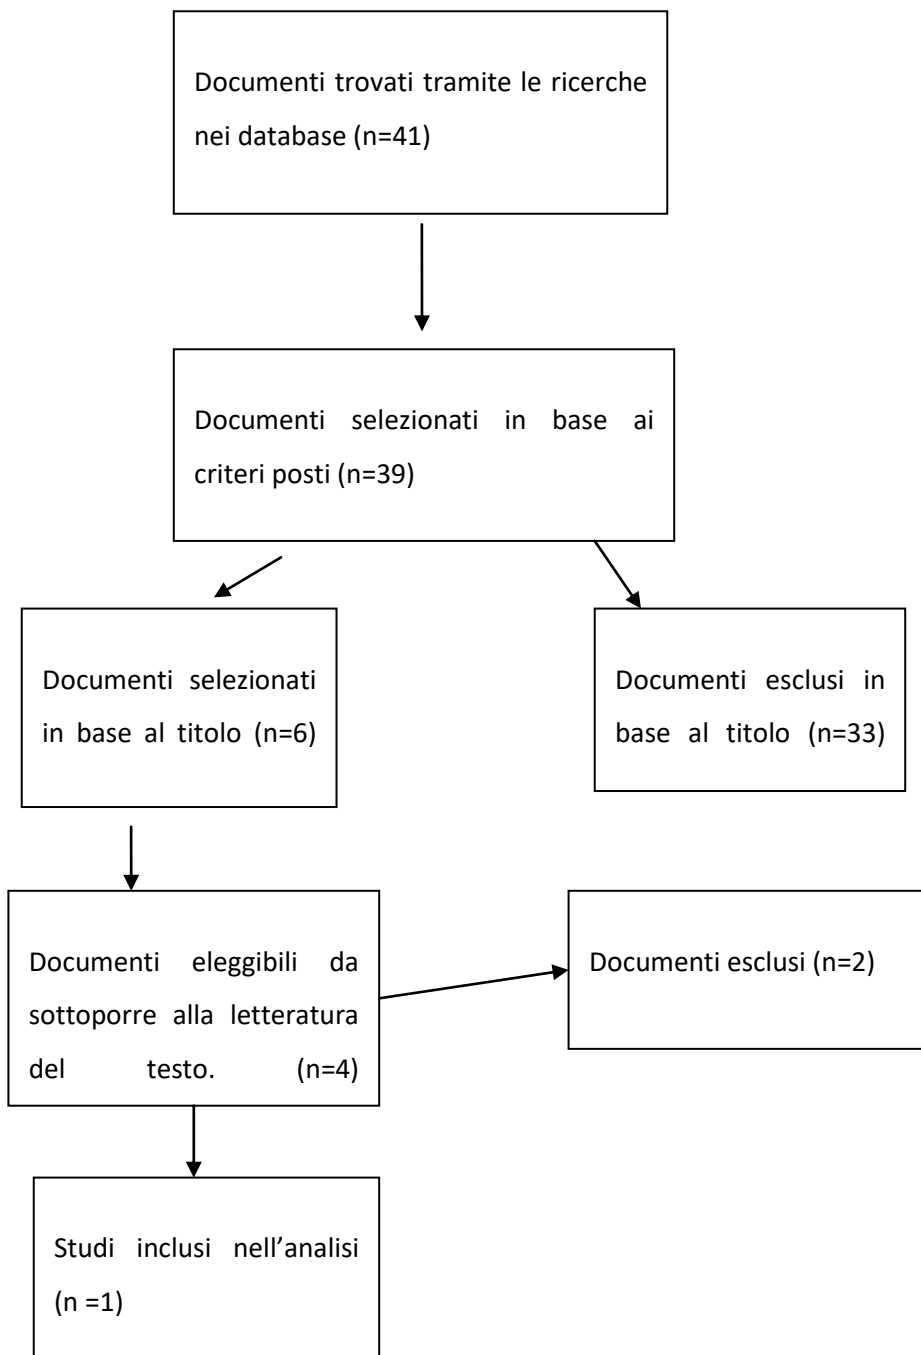 Documenti trovati tramite le ricerche
nei database (n=41)
Documenti selezionati in base ai
criteri posti (n=39)
Documenti selezionati
in base al titolo (n=6)
Documenti esclusi in
base al titolo (n=33)
Documenti eleggibili da
sottoporre alla letteratura
del testo. (n=4)
Documenti esclusi (n=2)
Studi inclusi nell’analisi
(n =1)